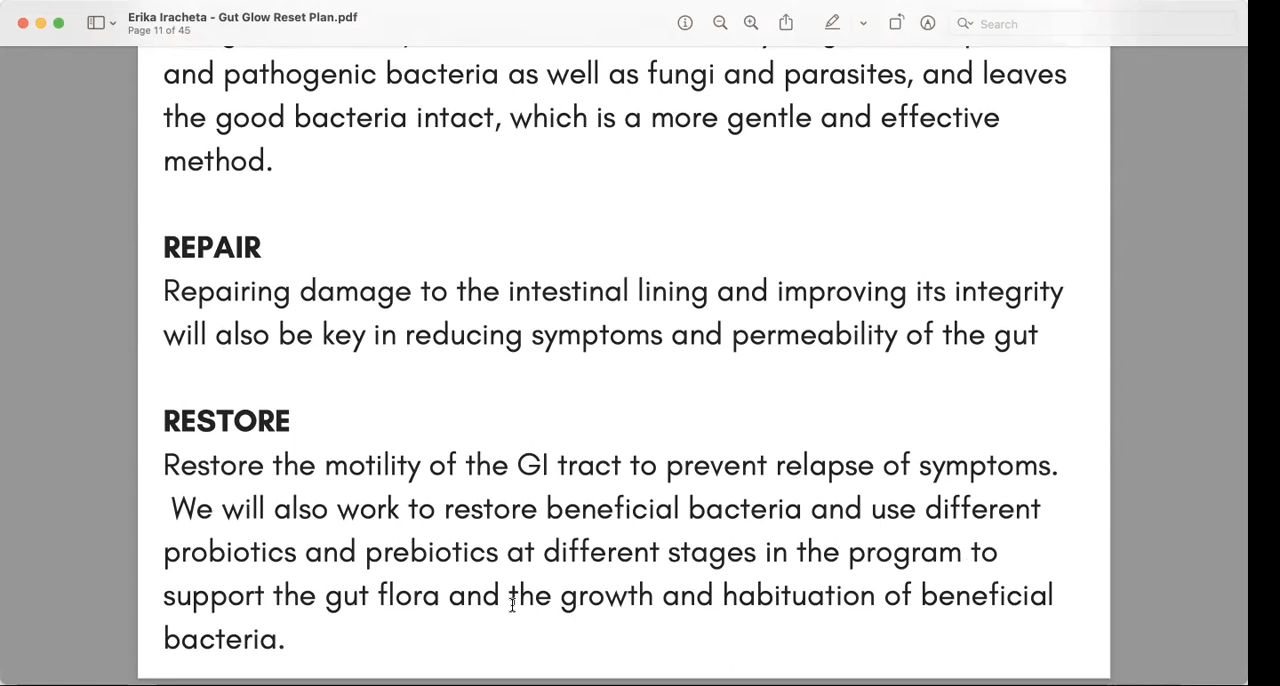 Erika Iracheta - Gut Glow Reset Plan.pdf
Page 11 of 45
Search
and pathogenic bacteria as well as fungi and parasites, and leaves
the good bacteria intact, which is a more gentle and effective
method.
REPAIR
Repairing damage to the intestinal lining and improving its integrity
will also be key in reducing symptoms and permeability of the gut
RESTORE
Restore the motility of the GI tract to prevent relapse of symptoms.
We will also work to restore beneficial bacteria and use different
probiotics and prebiotics at different stages in the program to
support the gut flora and the growth and habituation of beneficial
bacteria.